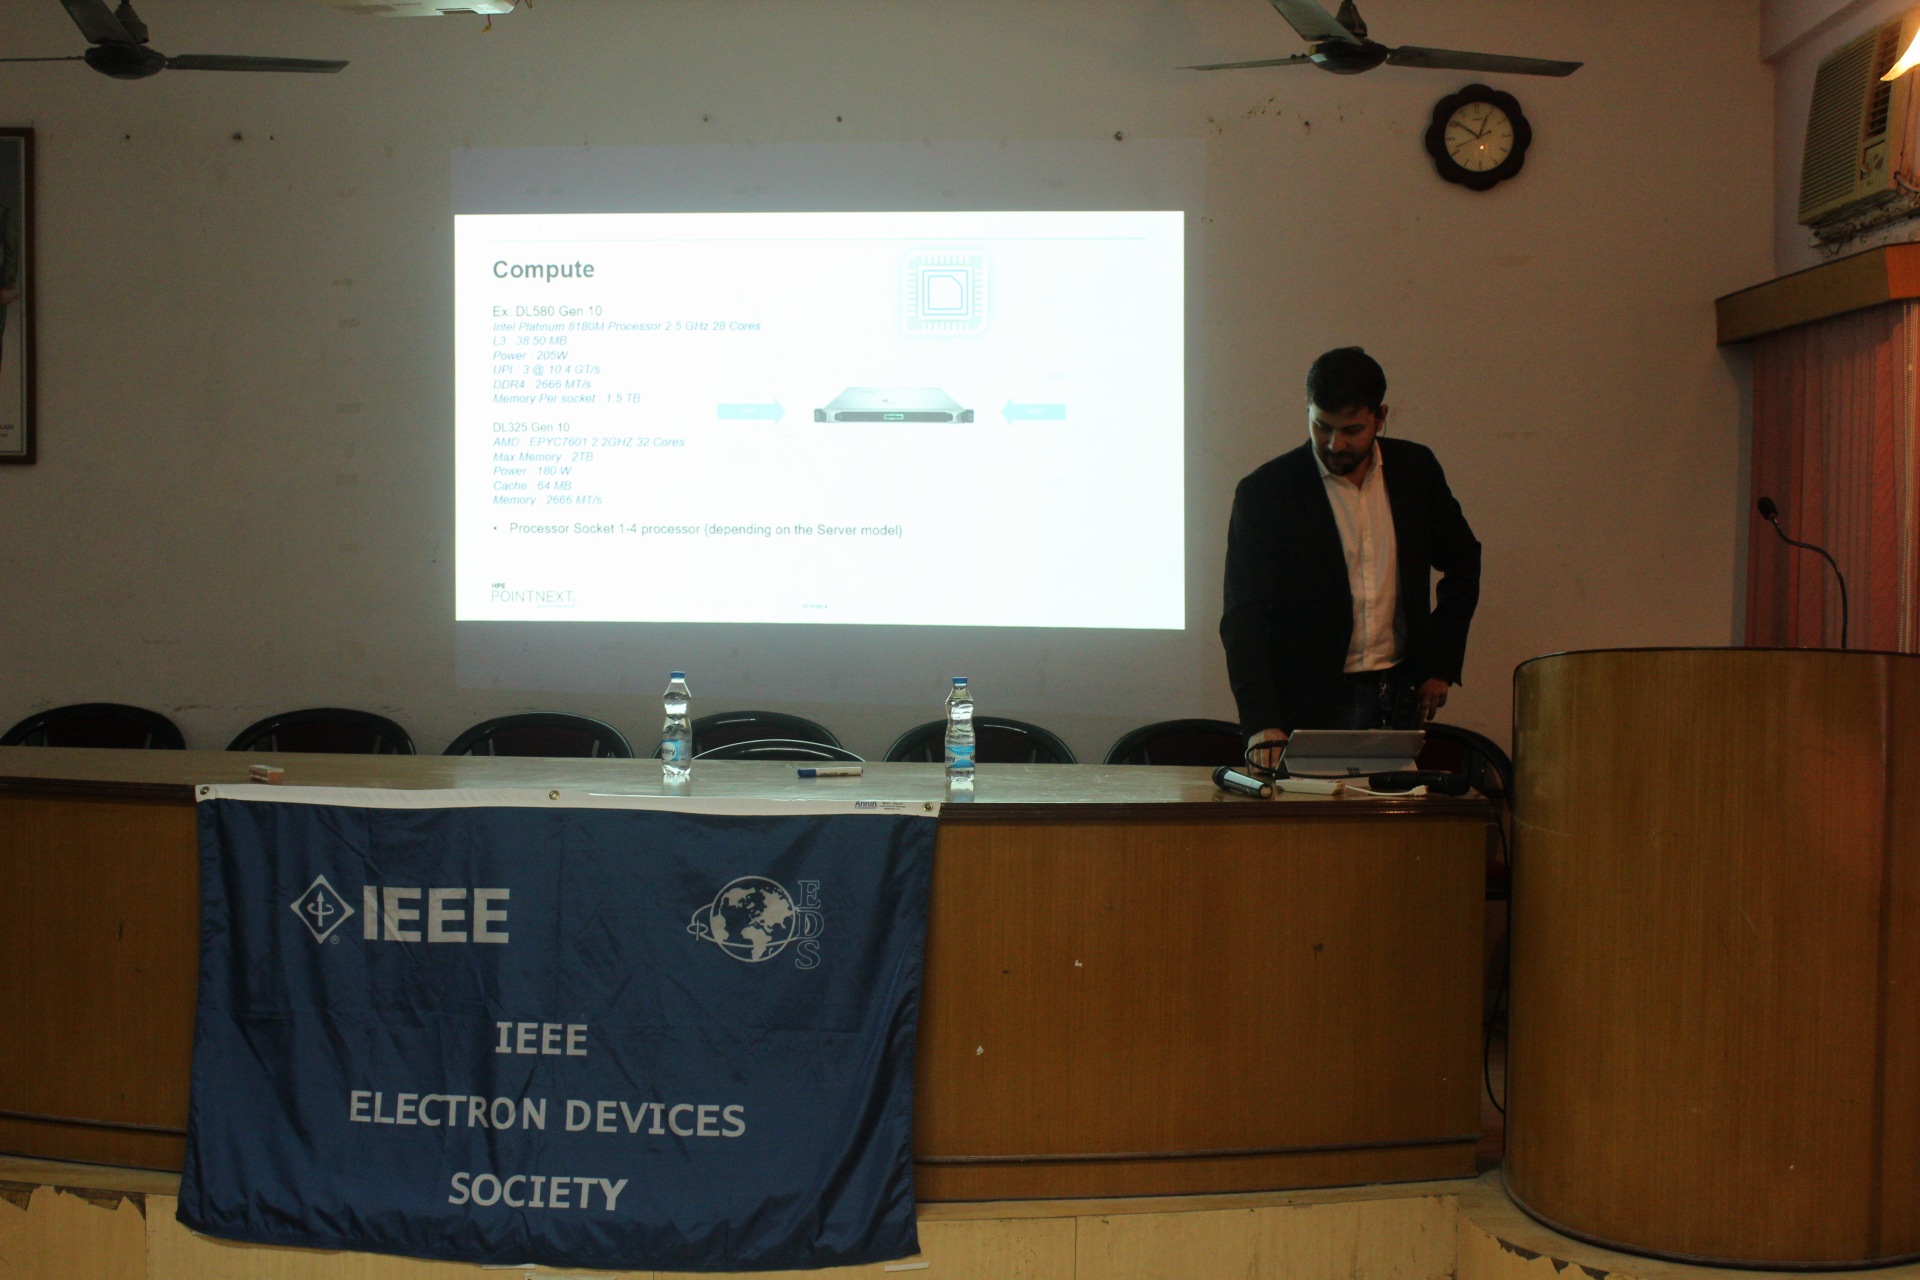 Compute
Ex: DL580 Gen 10
Intel Platinum 8180M Processor 2.5 GHz 28 Cores
L3 : 38.50 MB
Power : 205W
UPI : 3 @ 10.4 GT/s
DDR4 : 2666 MT/s
Memory Per socket : 1.5 TB
DL325 Gen 10
AMD : EPYC7601 2.2GHZ 32 Cores
Max Memory : 2TB
Power : 180 W
Cache : 64 MB
Memory : 2666 MT/s
• Processor Socket 1-4 processor {depending on the Server model}
HPE
POINTNEXT
Annin
IEEE
EDS
IEEE
ELECTRON DEVICES
SOCIETY